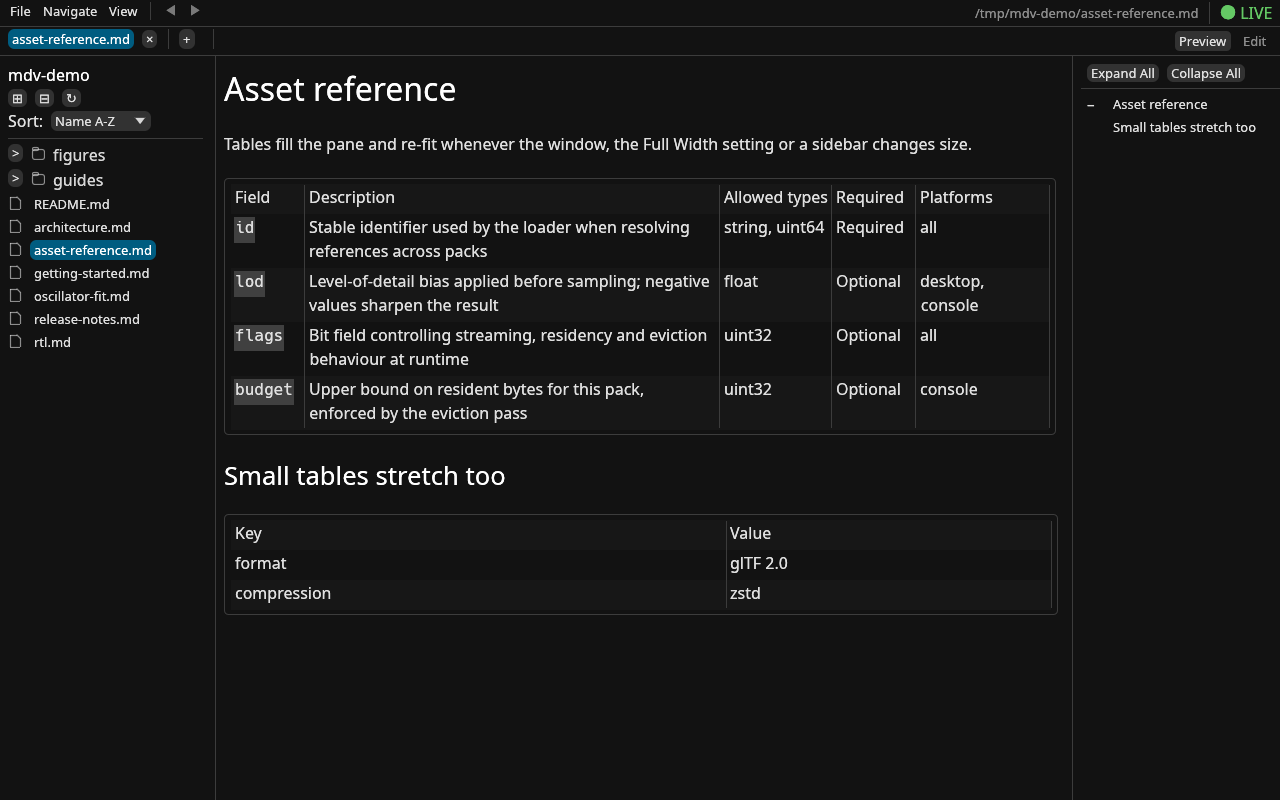 File Navigate View
/tmp/mdv-demo/asset-reference.md
LIVE
asset-reference.md × +
Preview Edit
mdv-demo
Sort: Name A-Z
> figures
> guides
README.md
architecture.md
asset-reference.md
getting-started.md
oscillator-fit.md
release-notes.md
rtl.md
Asset reference
Tables fill the pane and re-fit whenever the window, the Full Width setting or a sidebar changes size.
Field Description Allowed types Required Platforms
id Stable identifier used by the loader when resolving string, uint64 Required all
references across packs
lod Level-of-detail bias applied before sampling; negative float Optional desktop,
values sharpen the result console
flags Bit field controlling streaming, residency and eviction uint32 Optional all
behaviour at runtime
budget Upper bound on resident bytes for this pack, uint32 Optional console
enforced by the eviction pass
Small tables stretch too
Key Value
format glTF 2.0
compression zstd
Expand All Collapse All
– Asset reference
Small tables stretch too